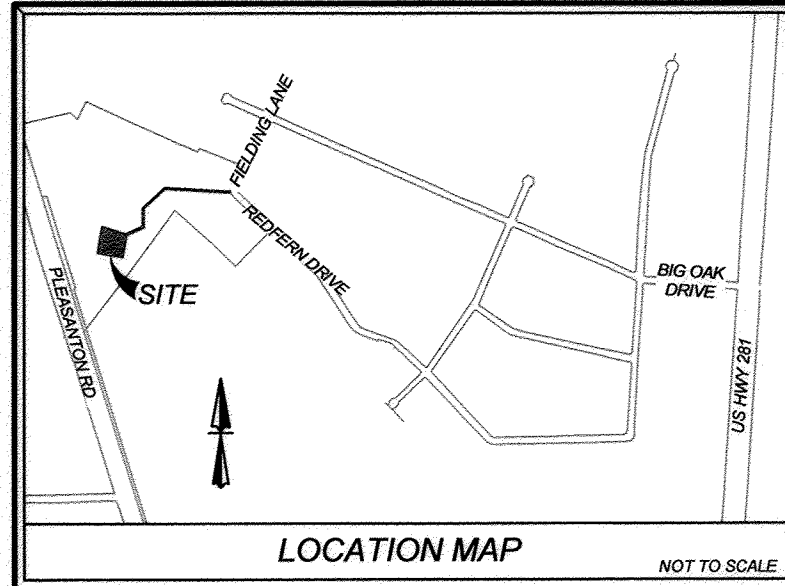 FIELDING LANE
REDFERN DRIVE
BIG OAK
DRIVE
SITE
PLEASANTON RD
US HWY 281
LOCATION MAP
NOT TO SCALE